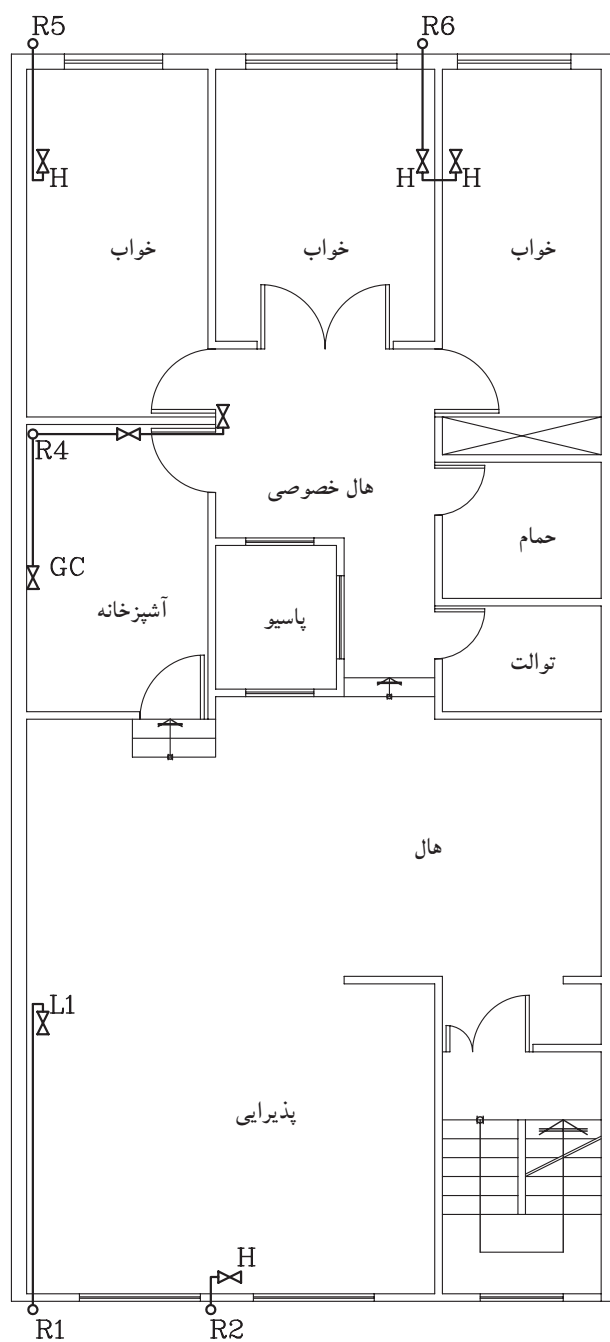 R5
R6
H
H
H
خواب
خواب
خواب
R4
هال خصوصی
حمام
GC
آشپزخانه
پاسیو
توالت
هال
L1
پذیرایی
H
R1
R2